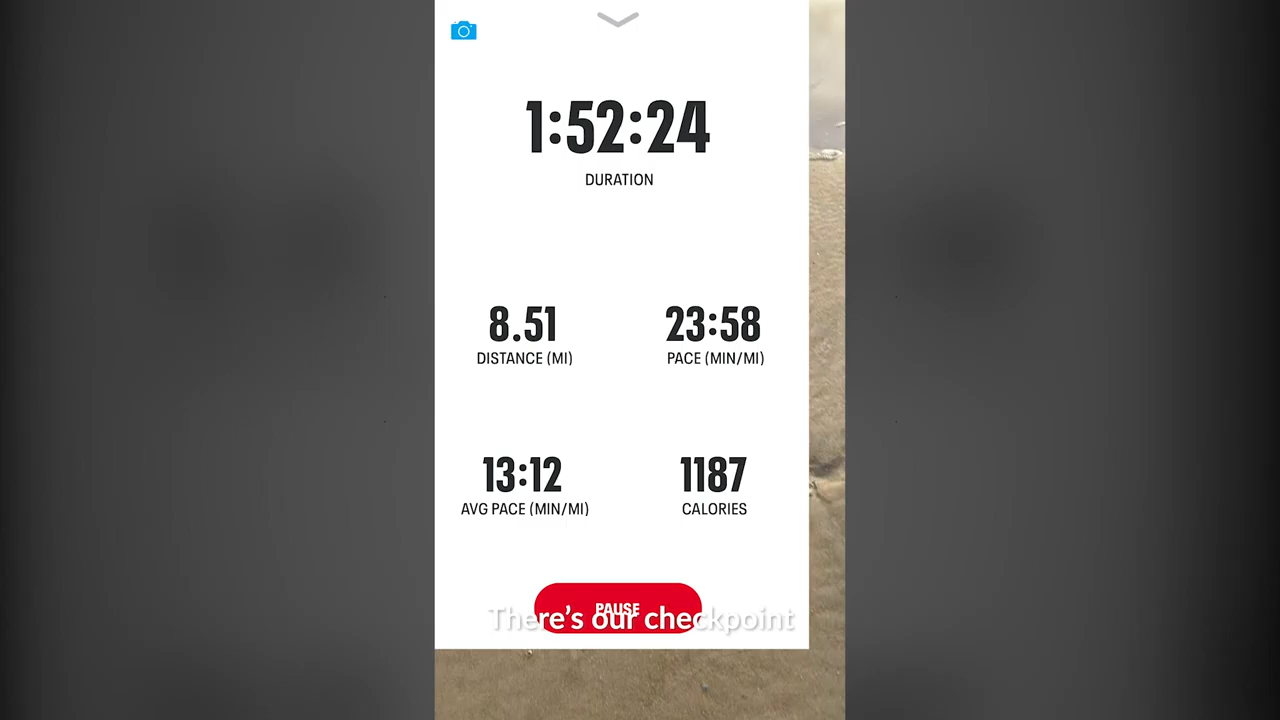 1:52:24
DURATION
8.51
23:58
DISTANCE (MI)
PACE (MIN/MI)
13:12
1187
AVG PACE (MIN/MI)
CALORIES
PAUSE
There's our checkpoint